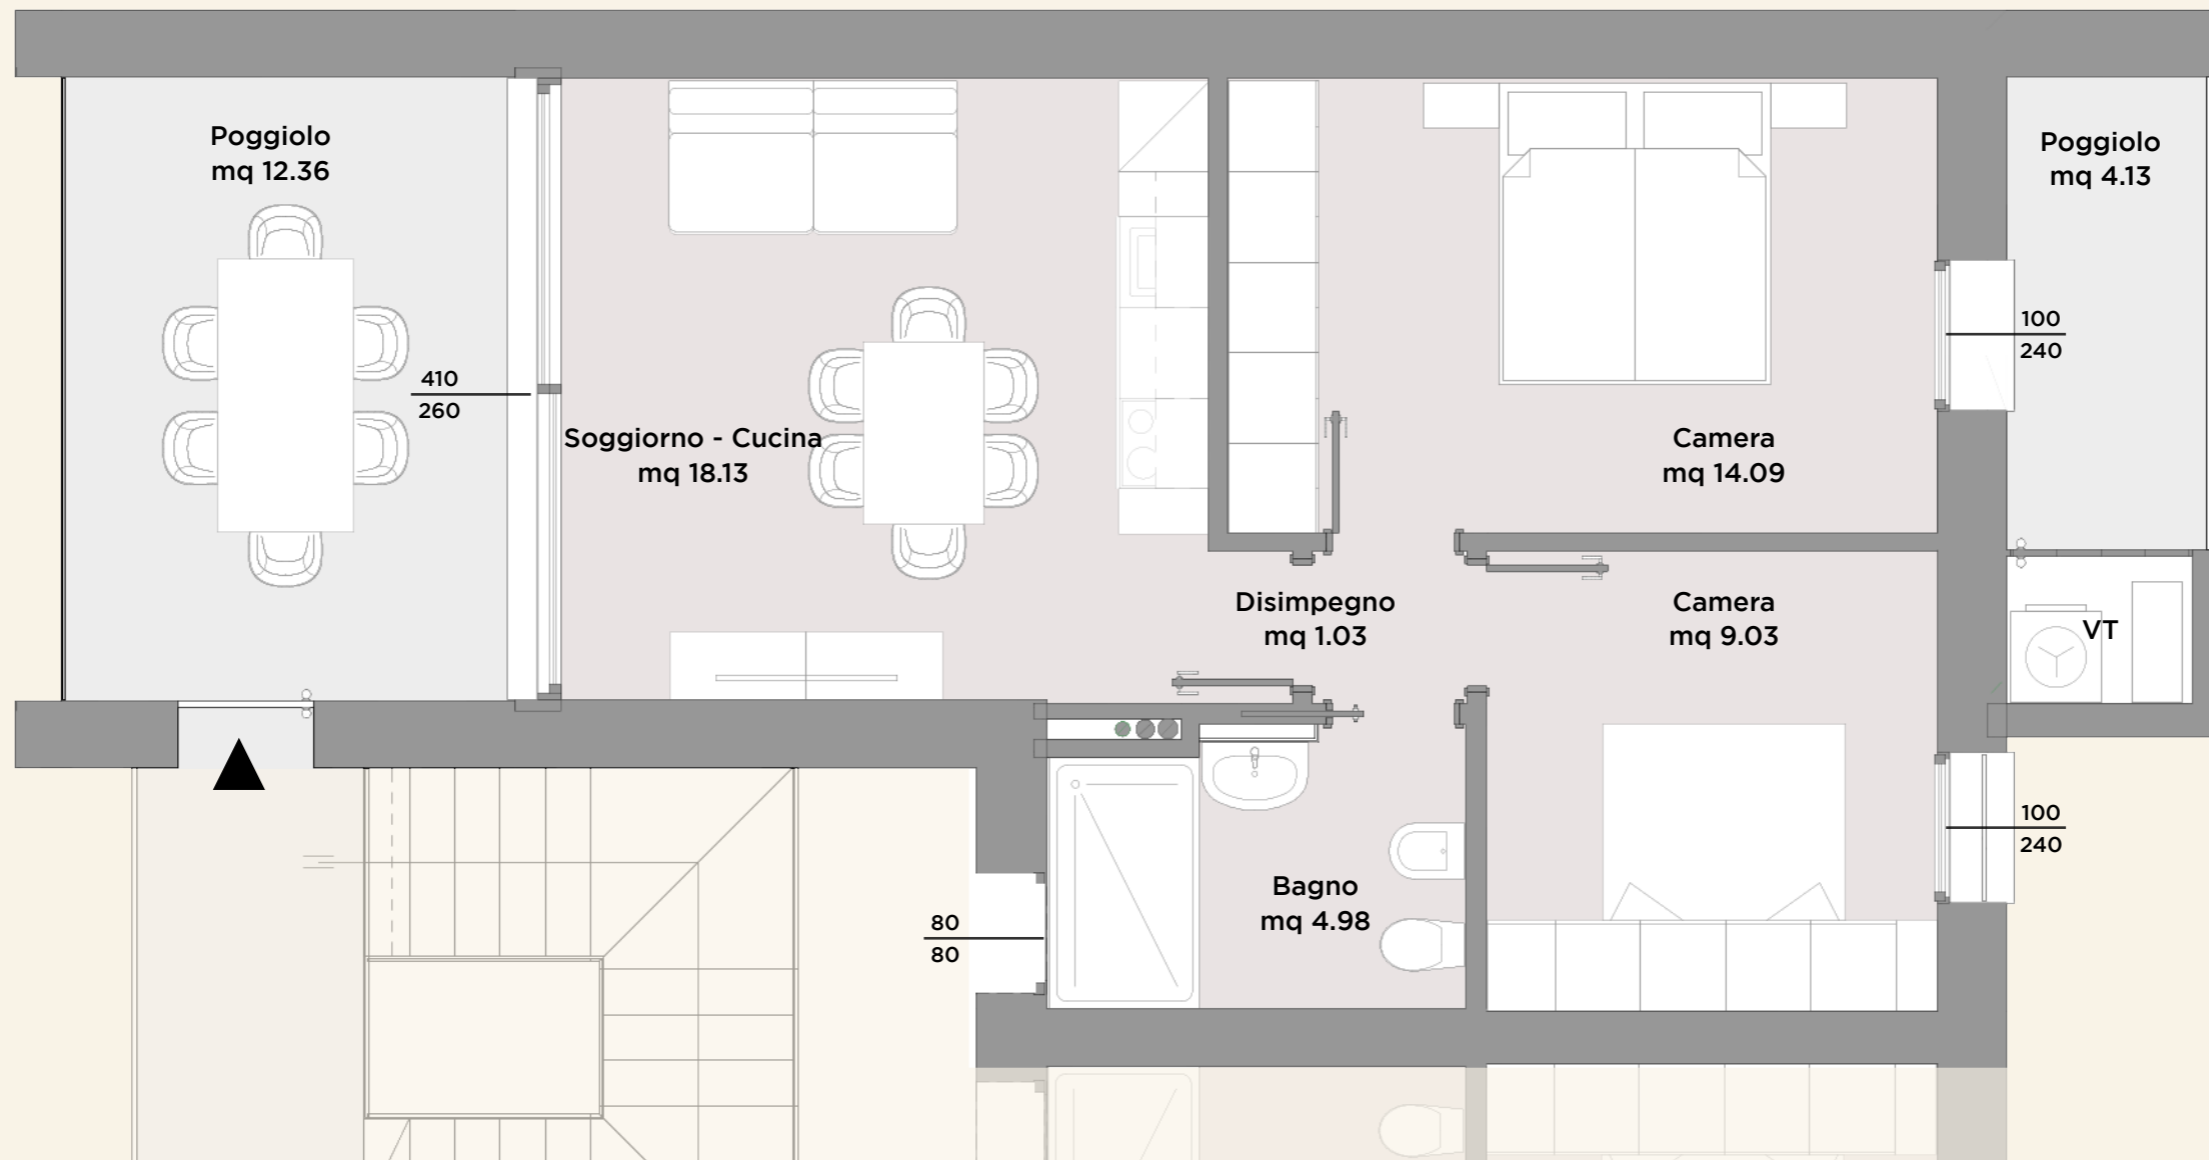 Poggiolo
mq 12.36
Poggiolo
mq 4.13
100
240
410
260
Soggiorno - Cucina
mq 18.13
Camera
mq 14.09
Disimpegno
mq 1.03
Camera
mq 9.03
VT
100
240
Bagno
mq 4.98
80
80